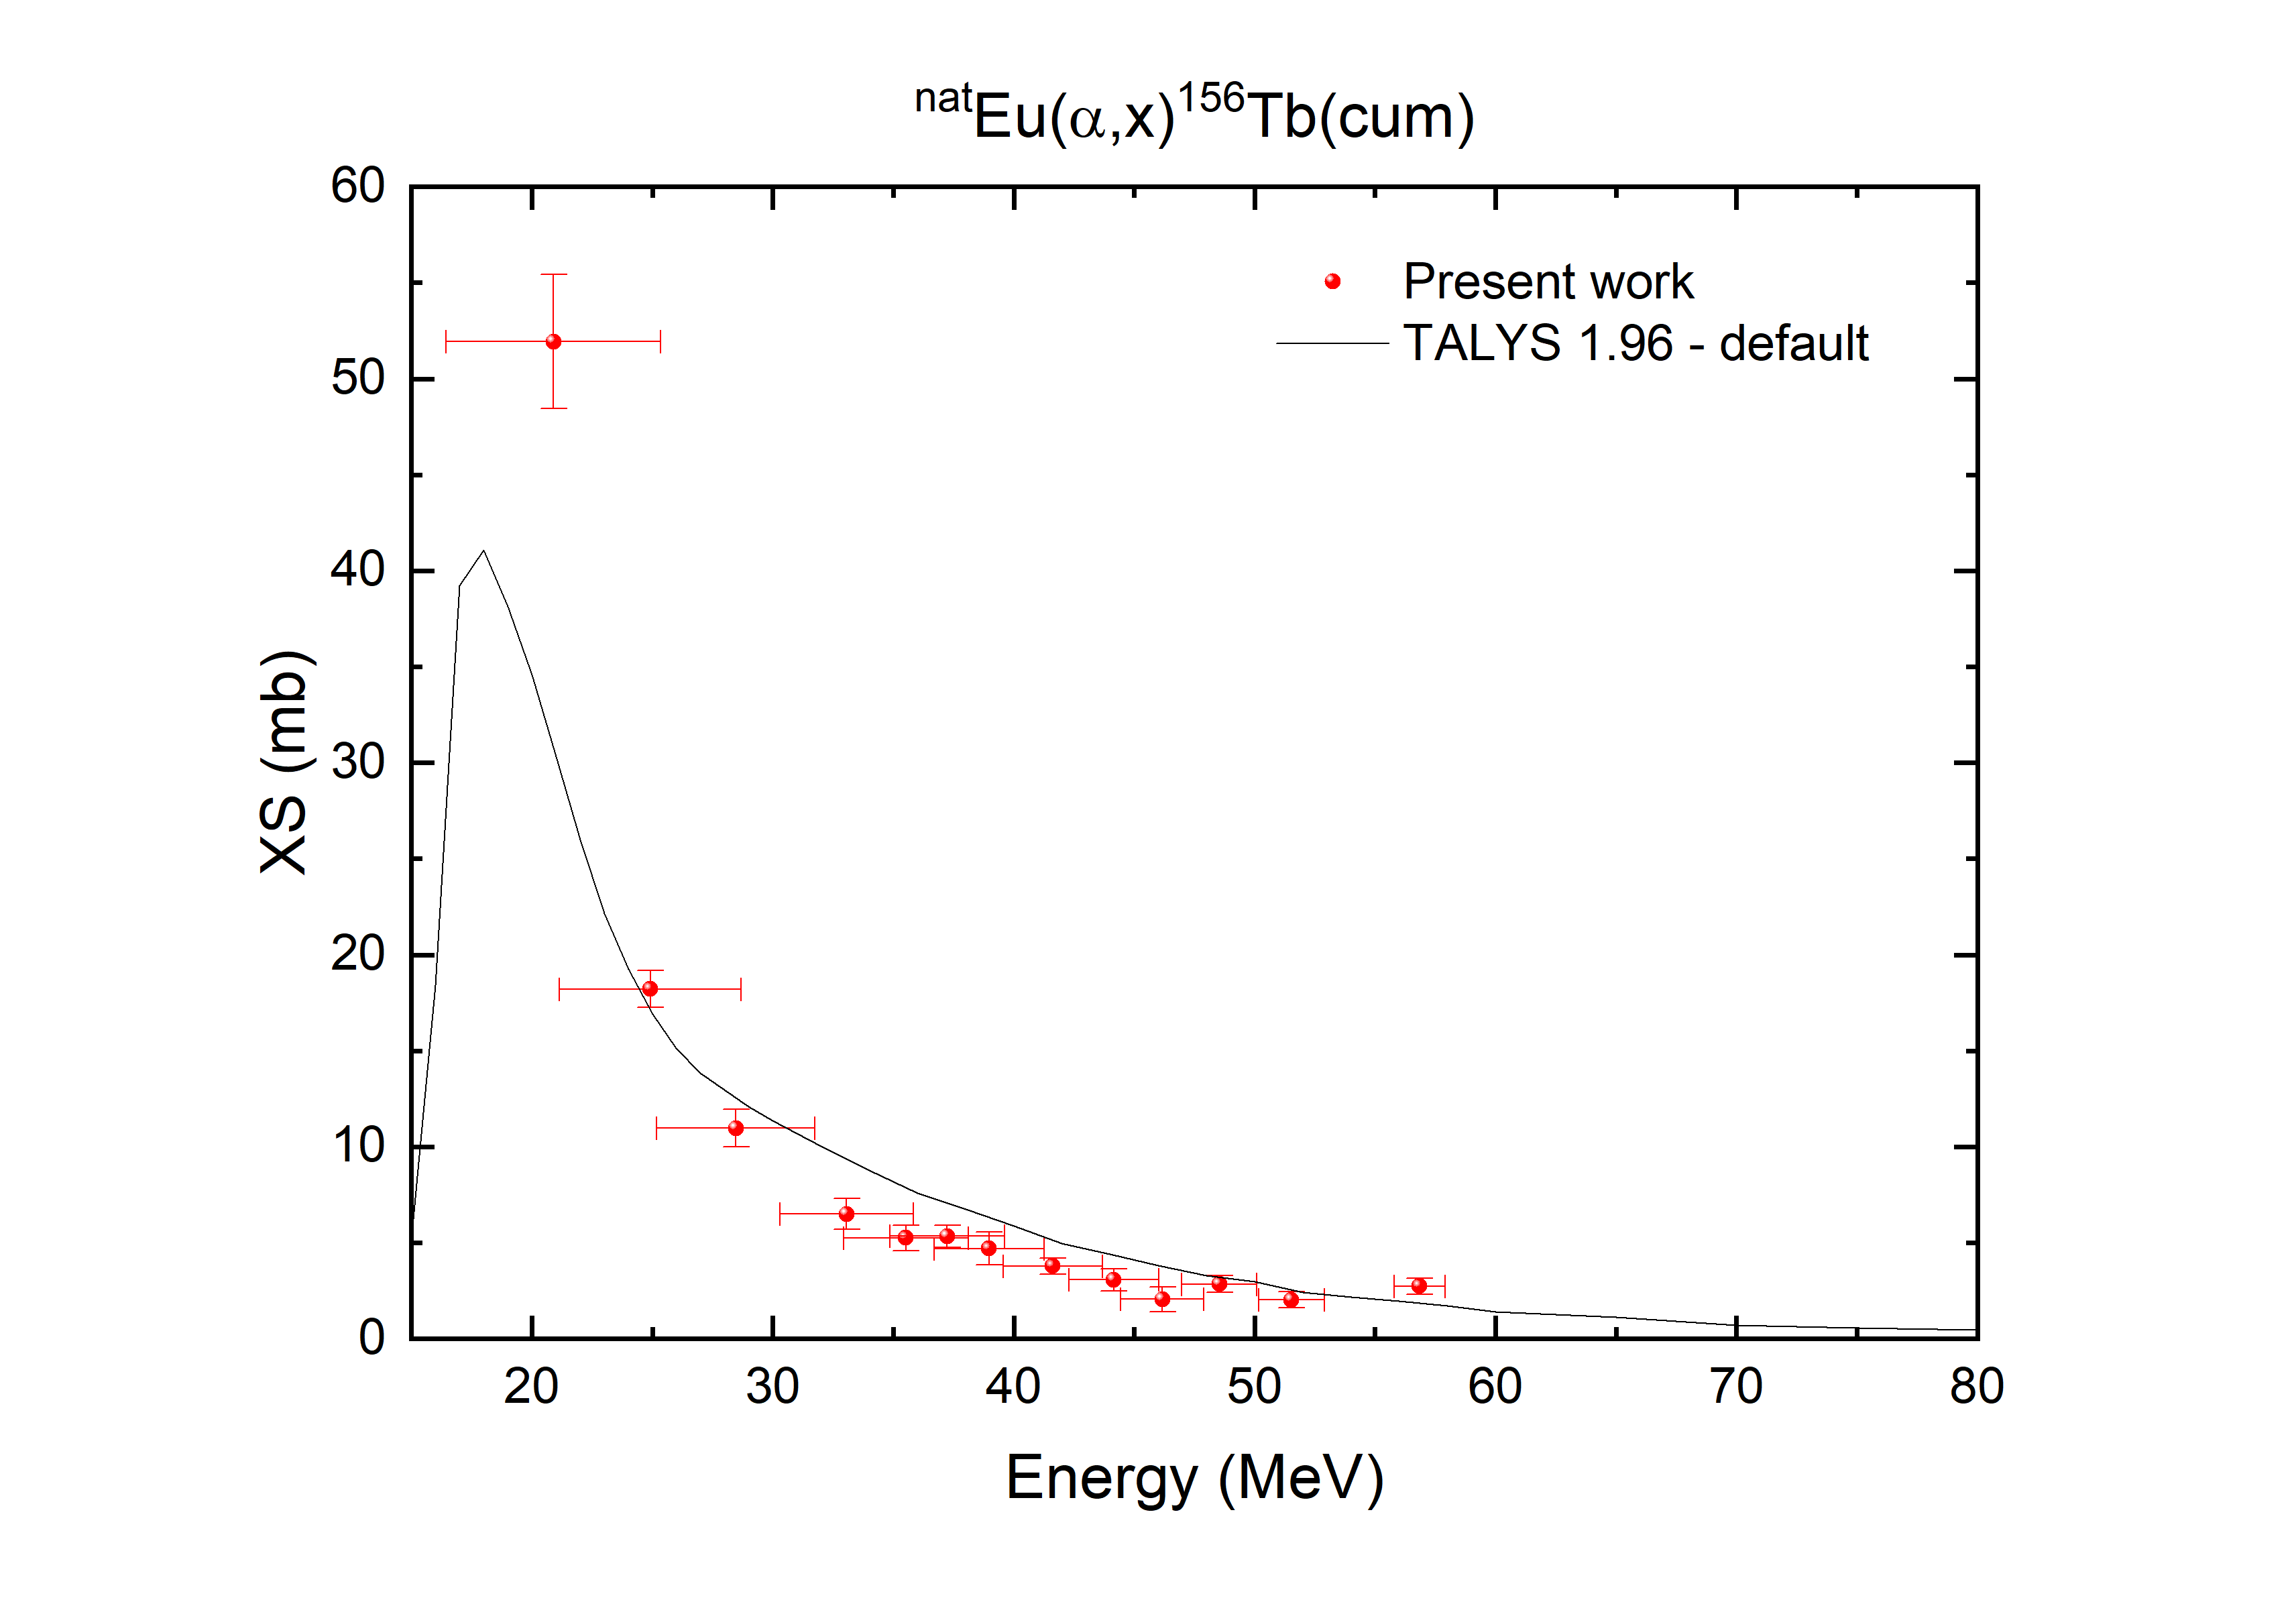 natEu(α,x)156Tb(cum)
Present work
TALYS 1.96 - default
XS (mb)
60
50
40
30
20
10
0
20 30 40 50 60 70 80
Energy (MeV)